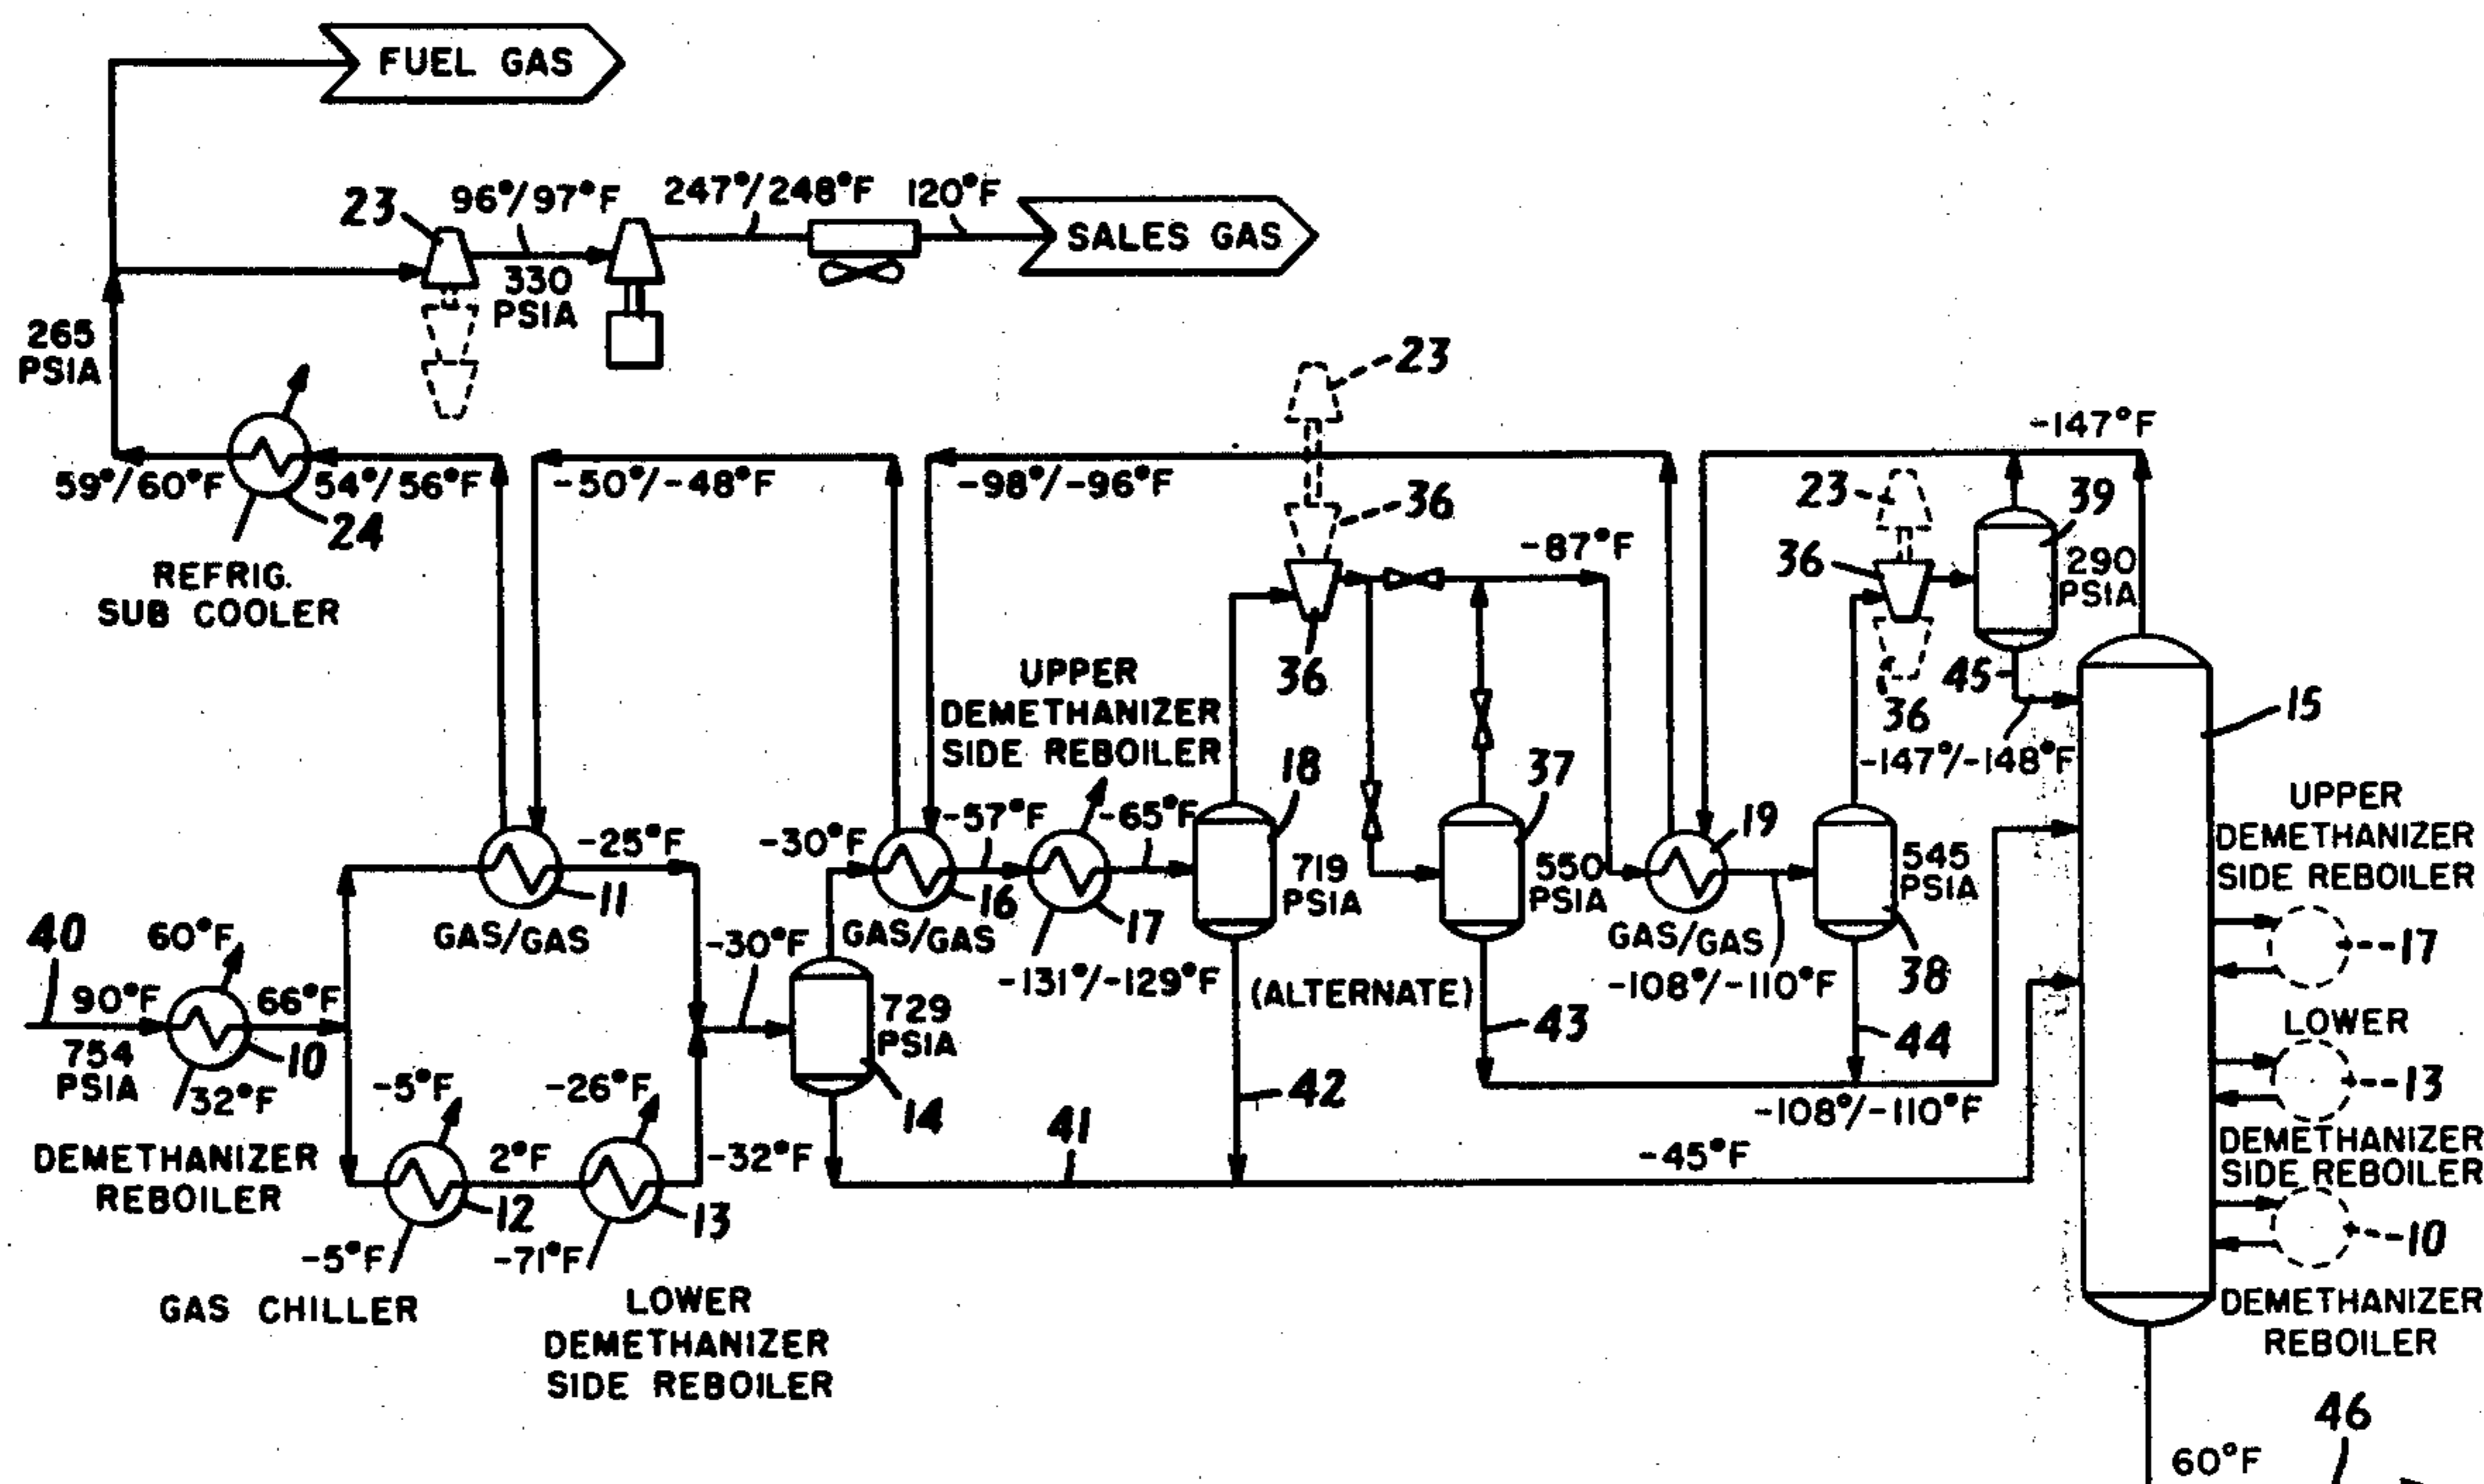 FUEL GAS
23
96°/97°F
247°/248°F
120°F
SALES GAS
330
PSIA
265
PSIA
23
-147°F
59°/60°F
54°/56°F
-50°/-48°F
-98°/-96°F
24
36
23
39
-87°F
36
290
PSIA
REFRIG.
SUB COOLER
36
45
36
15
-147°/-148°F
UPPER
DEMETHANIZER
SIDE REBOILER
18
37
UPPER
DEMETHANIZER
SIDE REBOILER
-25°F
-30°F
-57°F
-65°F
19
11
GAS/GAS
16
GAS/GAS
17
719
PSIA
550
PSIA
545
PSIA
GAS/GAS
38
17
40
60°F
-30°F
-131°/-129°F
(ALTERNATE)
-108°/-110°F
90°F
66°F
729
PSIA
43
44
LOWER
754
PSIA
10
32°F
-5°F
-26°F
14
41
42
-108°/-110°F
13
DEMETHANIZER
REBOILER
2°F
-32°F
-45°F
DEMETHANIZER
SIDE REBOILER
12
13
10
-5°F
-71°F
GAS CHILLER
LOWER
DEMETHANIZER
SIDE REBOILER
DEMETHANIZER
REBOILER
46
60°F